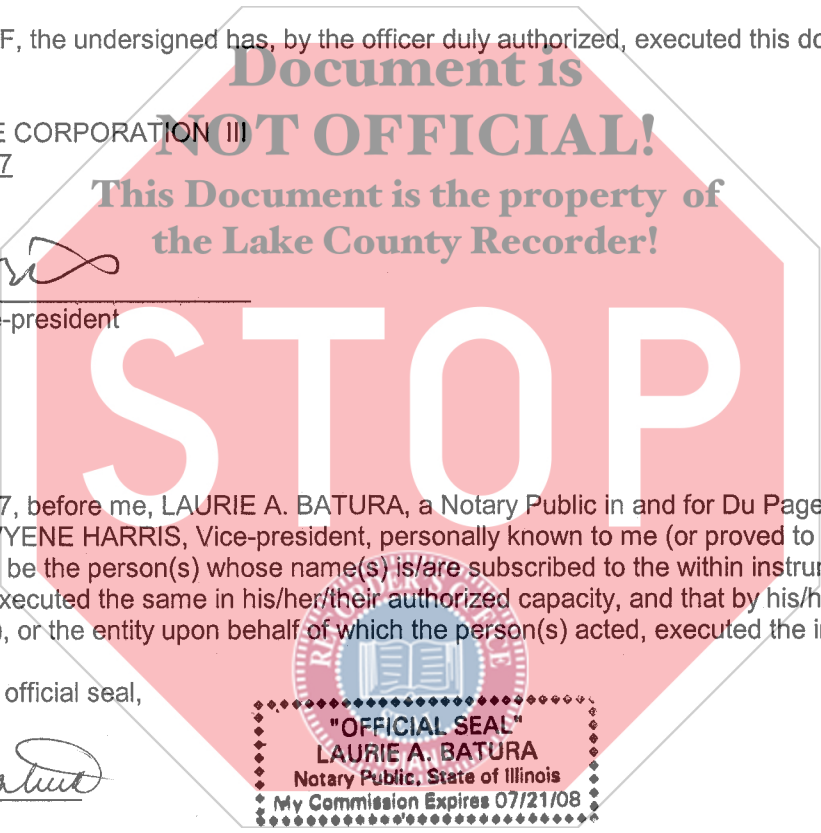 F, the undersigned has, by the officer duly authorized, executed this do
Document is
NOT OFFICIAL!
E CORPORATION III
7
This Document is the property of
the Lake County Recorder!
e-president
STOP
7, before me, LAURIE A. BATURA, a Notary Public in and for Du Page
YENE HARRIS, Vice-president, personally known to me (or proved to
be the person(s) whose name(s) is/are subscribed to the within instru
xecuted the same in his/her/their authorized capacity, and that by his/h
, or the entity upon behalf of which the person(s) acted, executed the i
RECORDER'S OFFICE
official seal,
SEAL
"OFFICIAL SEAL"
LAURIE A. BATURA
INDIANA
Notary Public, State of Illinois
My Commission Expires 07/21/08